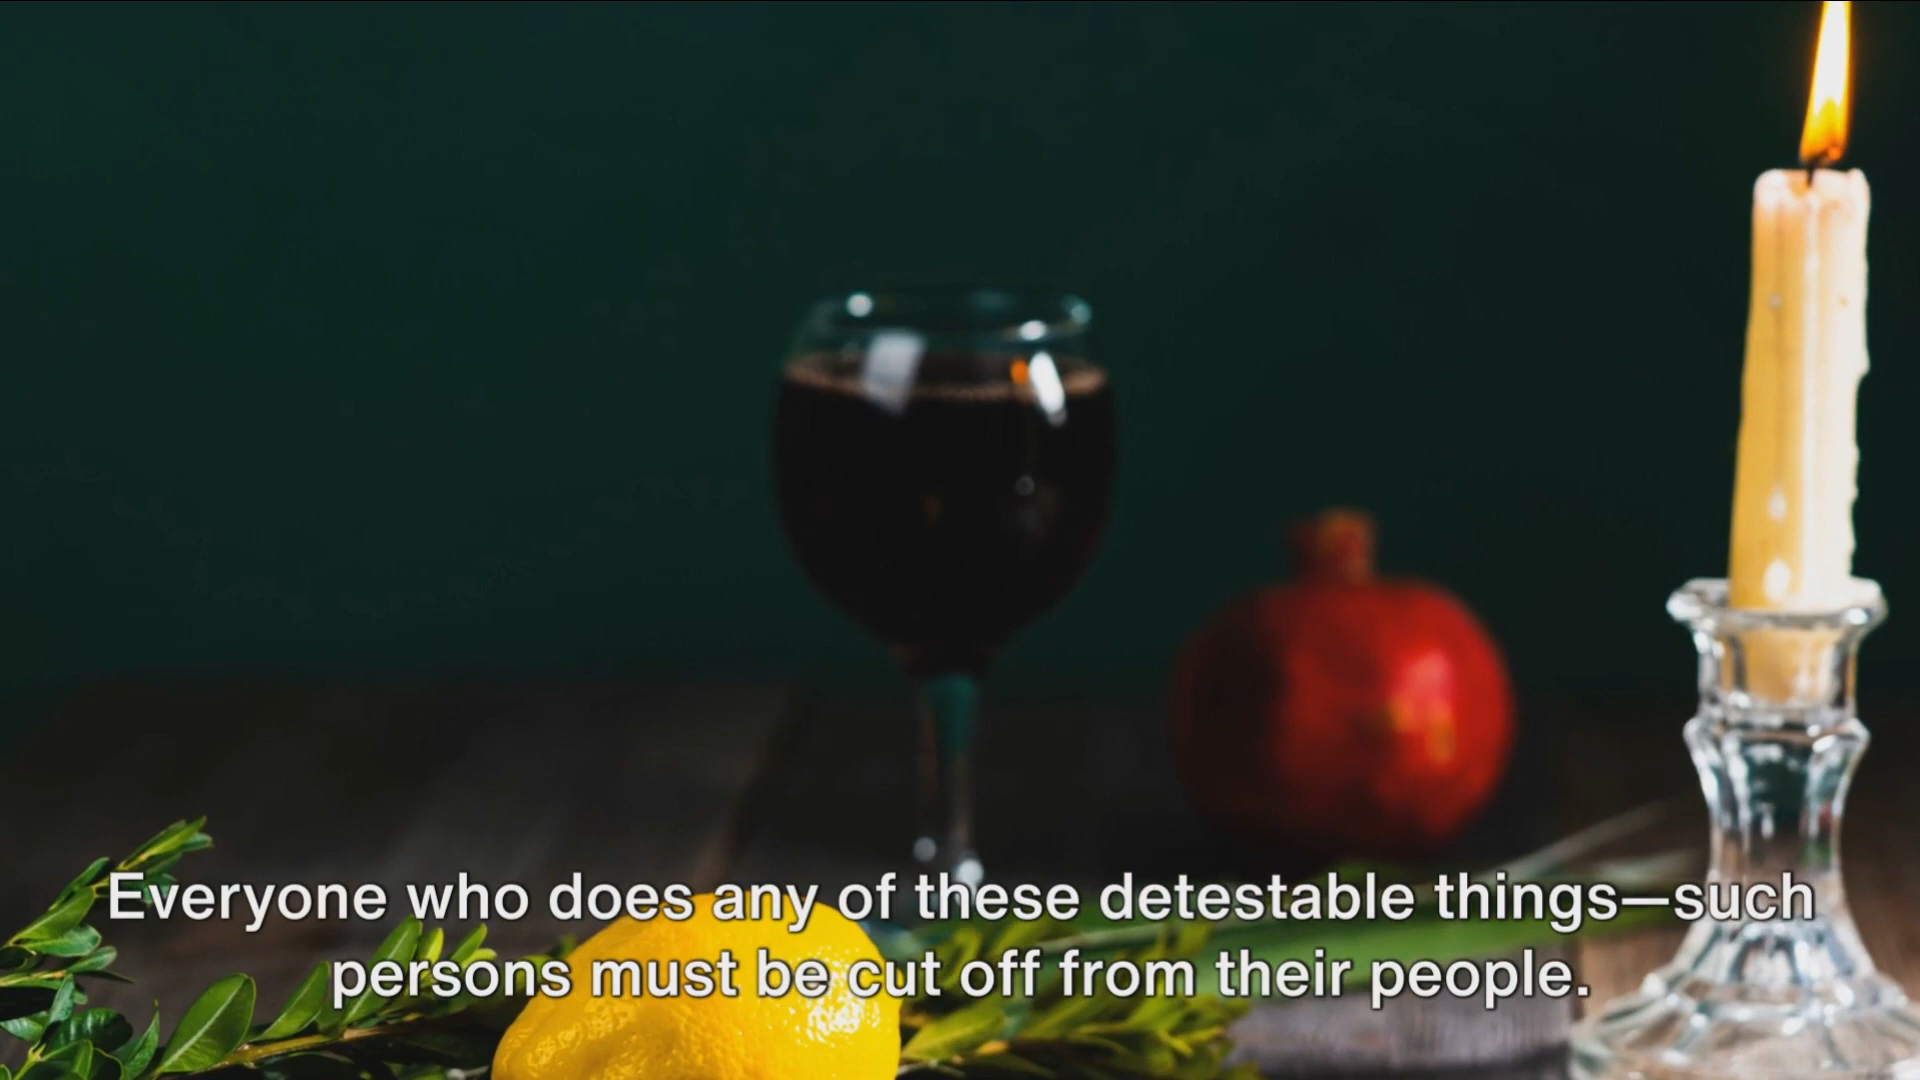 Everyone who does any of these detestable things—such
persons must be cut off from their people.